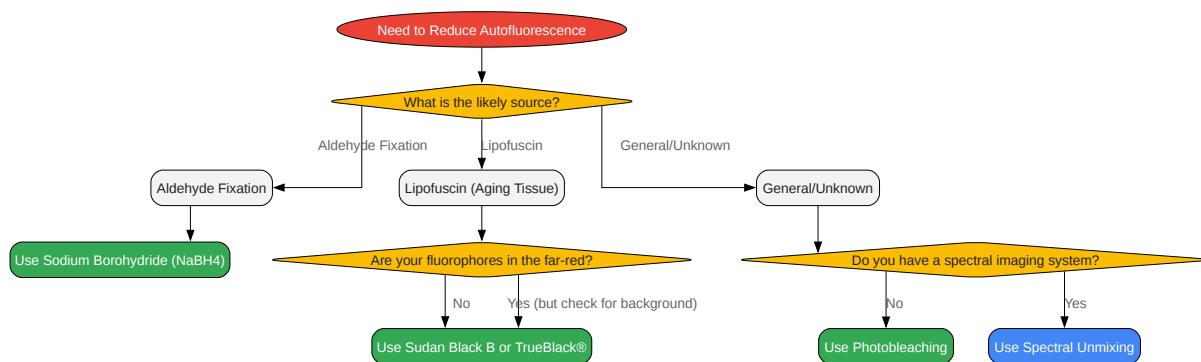 Need to Reduce Autofluorescence
What is the likely source?
Aldehyde Fixation
Lipofuscin
General/Unknown
Aldehyde Fixation
Lipofuscin (Aging Tissue)
General/Unknown
Use Sodium Borohydride (NaBH4)
Are your fluorophores in the far-red?
Do you have a spectral imaging system?
No
Yes (but check for background)
No
Yes
Use Sudan Black B or TrueBlack®
Use Photobleaching
Use Spectral Unmixing